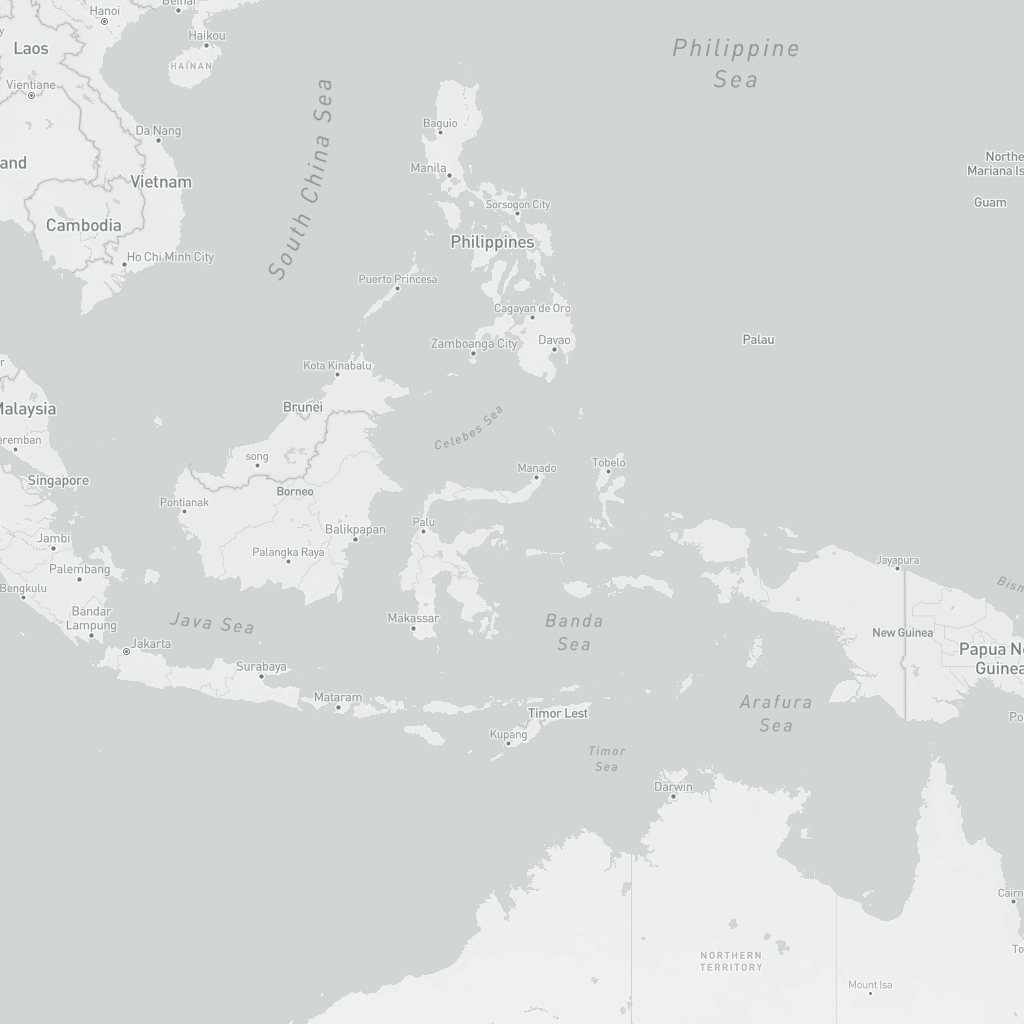 Hanoi
Beihai
Laos
Haikou
HAINAN
Vientiane
Philippine
Sea
South China Sea
Baguio
Da Nang
and
Manila
Northe
Mariana Is
Vietnam
Guam
Sorsogon City
Cambodia
Philippines
Ho Chi Minh City
Puerto Princesa
Cagayan de Oro
Zamboanga City
Davao
Palau
Kota Kinabalu
Malaysia
Brunei
Celebes Sea
eremban
song
Manado
Tobelo
Singapore
Borneo
Pontianak
Palu
Balikpapan
Jambi
Palangka Raya
Jayapura
Palembang
Bengkulu
Bism
Bandar
Lampung
Java Sea
Makassar
Banda
Sea
New Guinea
Jakarta
Papua Ne
Guinea
Surabaya
Mataram
Arafura
Sea
Timor Lest
Po
Kupang
Timor
Sea
Darwin
Cairn
To
NORTHERN
TERRITORY
Mount Isa